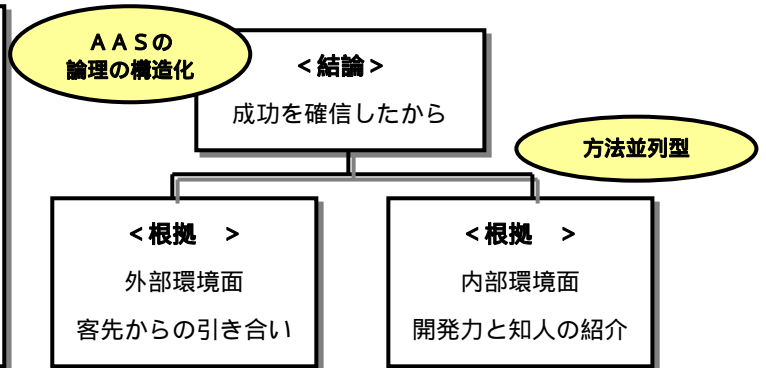 ＡＡＳの
論理の構造化
＜結論＞
成功を確信したから
方法並列型
＜根拠　＞
外部環境面
客先からの引き合い
＜根拠　＞
内部環境面
開発力と知人の紹介